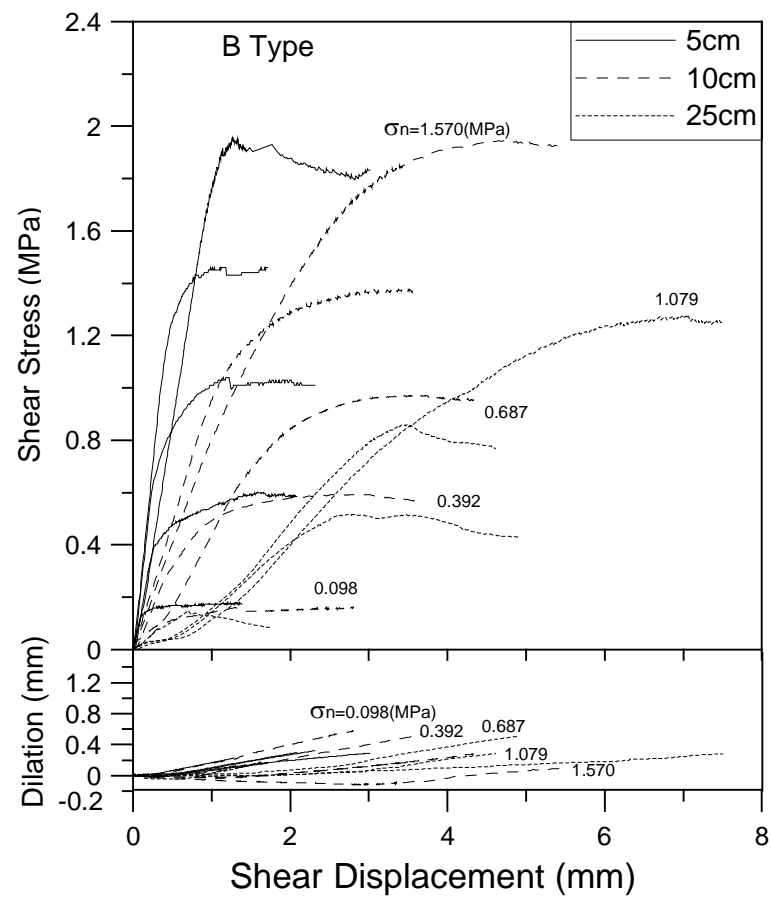 B Type
5cm
10cm
25cm
2.4
2
1.6
1.2
0.8
0.4
0
Shear Stress (MPa)
σn=1.570(MPa)
1.079
0.687
0.392
0.098
1.2
0.8
0.4
0
-0.2
Dilation (mm)
σn=0.098(MPa)
0.392
0.687
1.079
1.570
0 2 4 6 8
Shear Displacement (mm)